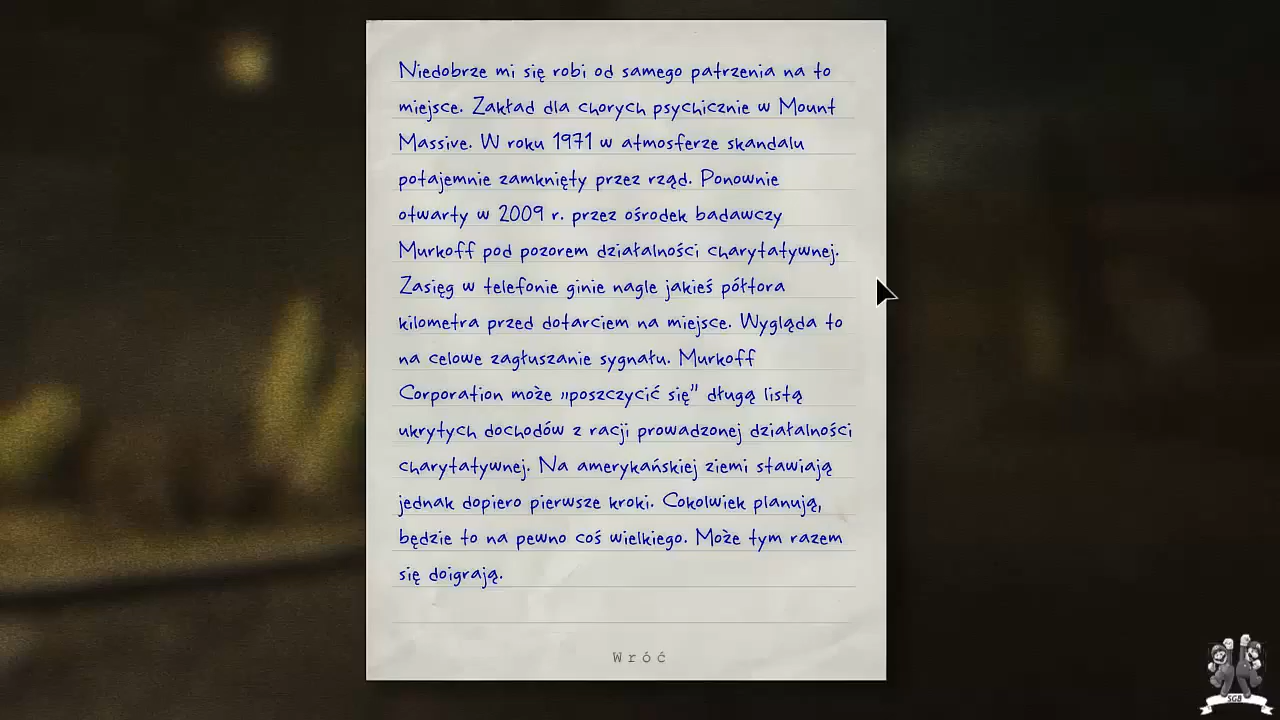 Niedobrze mi się robi od samego patrzenia na to
miejsce. Zakład dla chorych psychicznie w Mount
Massive. W roku 1971 w atmosferze skandalu
potajemnie zamknięty przez rząd. Ponownie
otwarty w 2009 r. przez ośrodek badawczy
Murkoff pod pozorem działalności charytatywnej.
Zasięg w telefonie ginie nagle jakieś półtora
kilometra przed dotarciem na miejsce. Wygląda to
na celowe zagłuszanie sygnału. Murkoff
Corporation może „poszczycić się” długą listą
ukrytych dochodów z racji prowadzonej działalności
charytatywnej. Na amerykańskiej ziemi stawiają
jednak dopiero pierwsze kroki. Cokolwiek planują,
będzie to na pewno coś wielkiego. Może tym razem
się doigrają.
Wróć
SGB